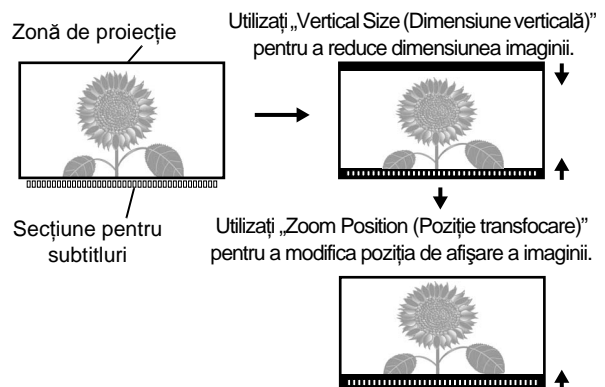 Zonă de proiecție
Utilizați „Vertical Size (Dimensiune verticală)”
pentru a reduce dimensiunea imaginii.
Secțiune pentru
subtitluri
Utilizați „Zoom Position (Poziție transfocare)”
pentru a modifica poziția de afişare a imaginii.